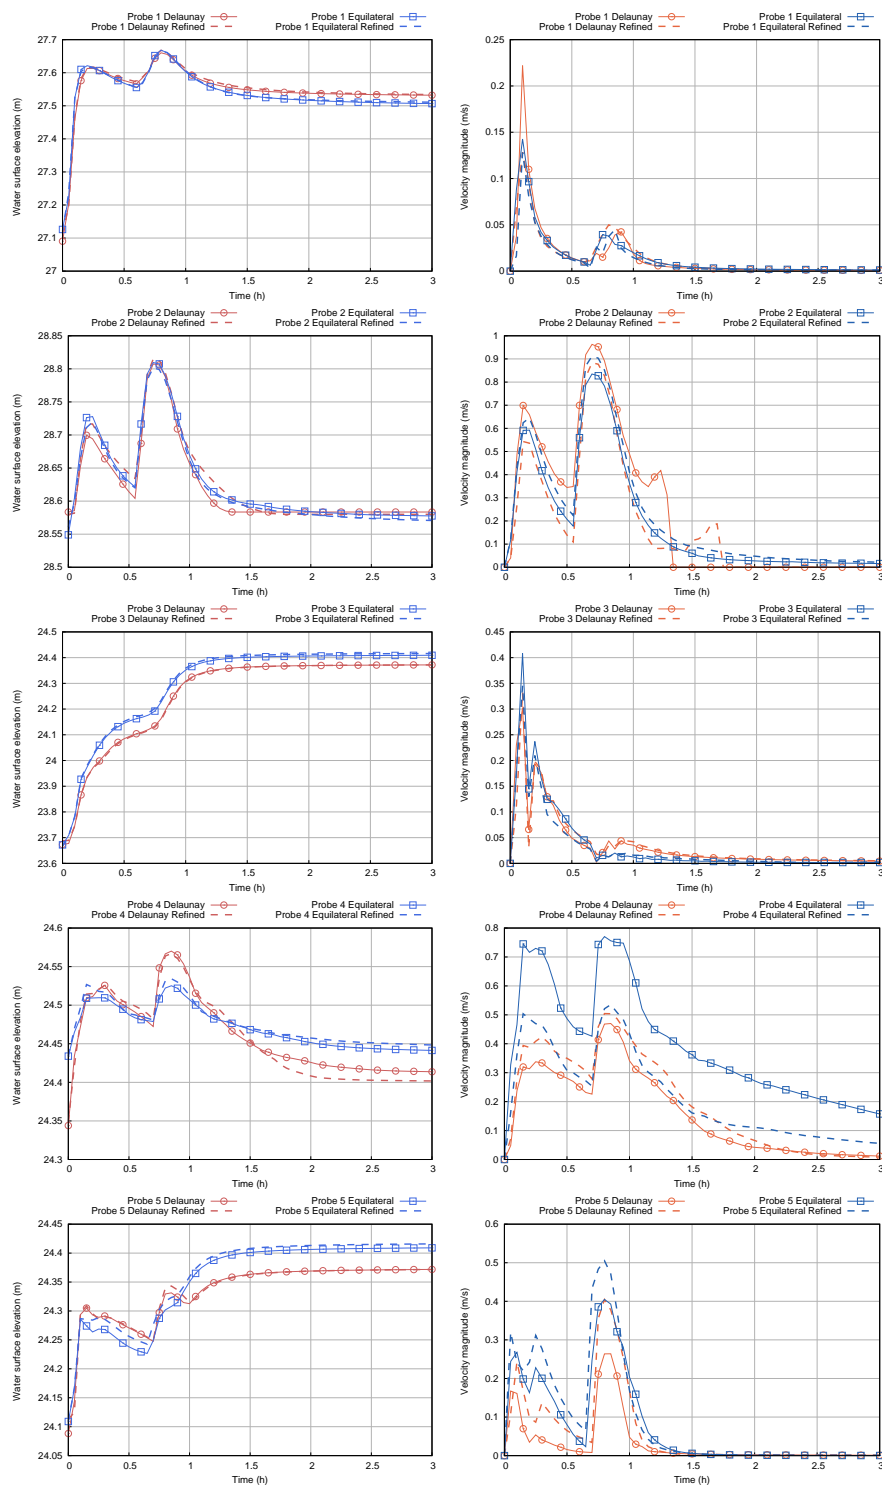 Probe 1 Delaunay
Probe 1 Delaunay Refined
Probe 1 Equilateral
Probe 1 Equilateral Refined
27.7
27.6
27.5
27.4
27.3
27.2
27.1
27
Water surface elevation (m)
0 0.5 1 1.5 2 2.5 3
Time (h)
Probe 1 Delaunay
Probe 1 Delaunay Refined
Probe 1 Equilateral
Probe 1 Equilateral Refined
0.25
0.2
0.15
0.1
0.05
0
Velocity magnitude (m/s)
0 0.5 1 1.5 2 2.5 3
Time (h)
Probe 2 Delaunay
Probe 2 Delaunay Refined
Probe 2 Equilateral
Probe 2 Equilateral Refined
28.85
28.8
28.75
28.7
28.65
28.6
28.55
28.5
Water surface elevation (m)
0 0.5 1 1.5 2 2.5 3
Time (h)
Probe 2 Delaunay
Probe 2 Delaunay Refined
Probe 2 Equilateral
Probe 2 Equilateral Refined
1
0.9
0.8
0.7
0.6
0.5
0.4
0.3
0.2
0.1
0
Velocity magnitude (m/s)
0 0.5 1 1.5 2 2.5 3
Time (h)
Probe 3 Delaunay
Probe 3 Delaunay Refined
Probe 3 Equilateral
Probe 3 Equilateral Refined
24.5
24.4
24.3
24.2
24.1
24
23.9
23.8
23.7
23.6
Water surface elevation (m)
0 0.5 1 1.5 2 2.5 3
Time (h)
Probe 3 Delaunay
Probe 3 Delaunay Refined
Probe 3 Equilateral
Probe 3 Equilateral Refined
0.45
0.4
0.35
0.3
0.25
0.2
0.15
0.1
0.05
0
Velocity magnitude (m/s)
0 0.5 1 1.5 2 2.5 3
Time (h)
Probe 4 Delaunay
Probe 4 Delaunay Refined
Probe 4 Equilateral
Probe 4 Equilateral Refined
24.6
24.55
24.5
24.45
24.4
24.35
24.3
Water surface elevation (m)
0 0.5 1 1.5 2 2.5 3
Time (h)
Probe 4 Delaunay
Probe 4 Delaunay Refined
Probe 4 Equilateral
Probe 4 Equilateral Refined
0.8
0.7
0.6
0.5
0.4
0.3
0.2
0.1
0
Velocity magnitude (m/s)
0 0.5 1 1.5 2 2.5 3
Time (h)
Probe 5 Delaunay
Probe 5 Delaunay Refined
Probe 5 Equilateral
Probe 5 Equilateral Refined
24.45
24.4
24.35
24.3
24.25
24.2
24.15
24.1
24.05
Water surface elevation (m)
0 0.5 1 1.5 2 2.5 3
Time (h)
Probe 5 Delaunay
Probe 5 Delaunay Refined
Probe 5 Equilateral
Probe 5 Equilateral Refined
0.6
0.5
0.4
0.3
0.2
0.1
0
Velocity magnitude (m/s)
0 0.5 1 1.5 2 2.5 3
Time (h)